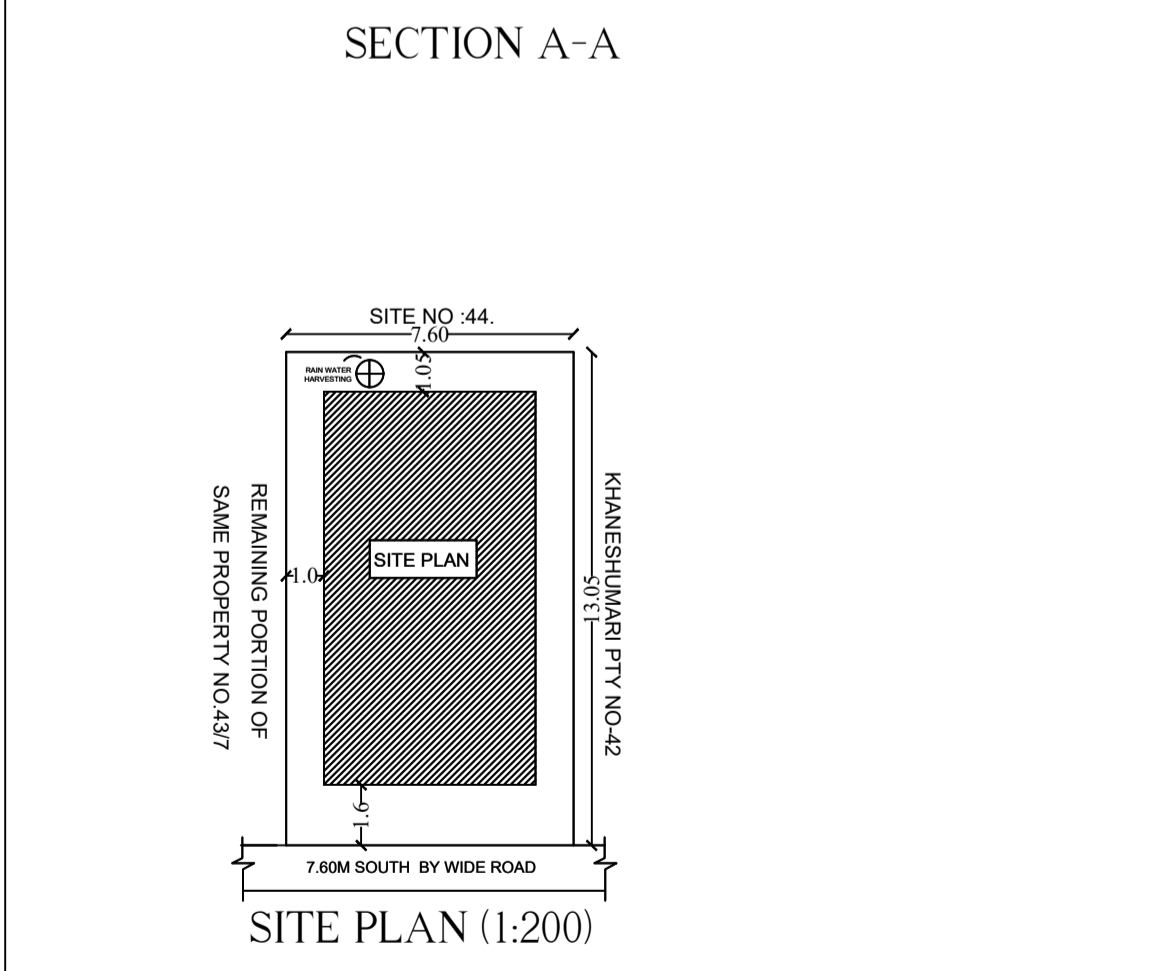 SECTION A-A
SITE NO :44.
7.60
RAIN WATER
HARVESTING
1.05
SITE PLAN
1.0
REMAINING PORTION OF
SAME PROPERTY NO.43/7
13.05
KHANESHUMARI PTY NO-42
1.6
7.60M SOUTH BY WIDE ROAD
SITE PLAN (1:200)